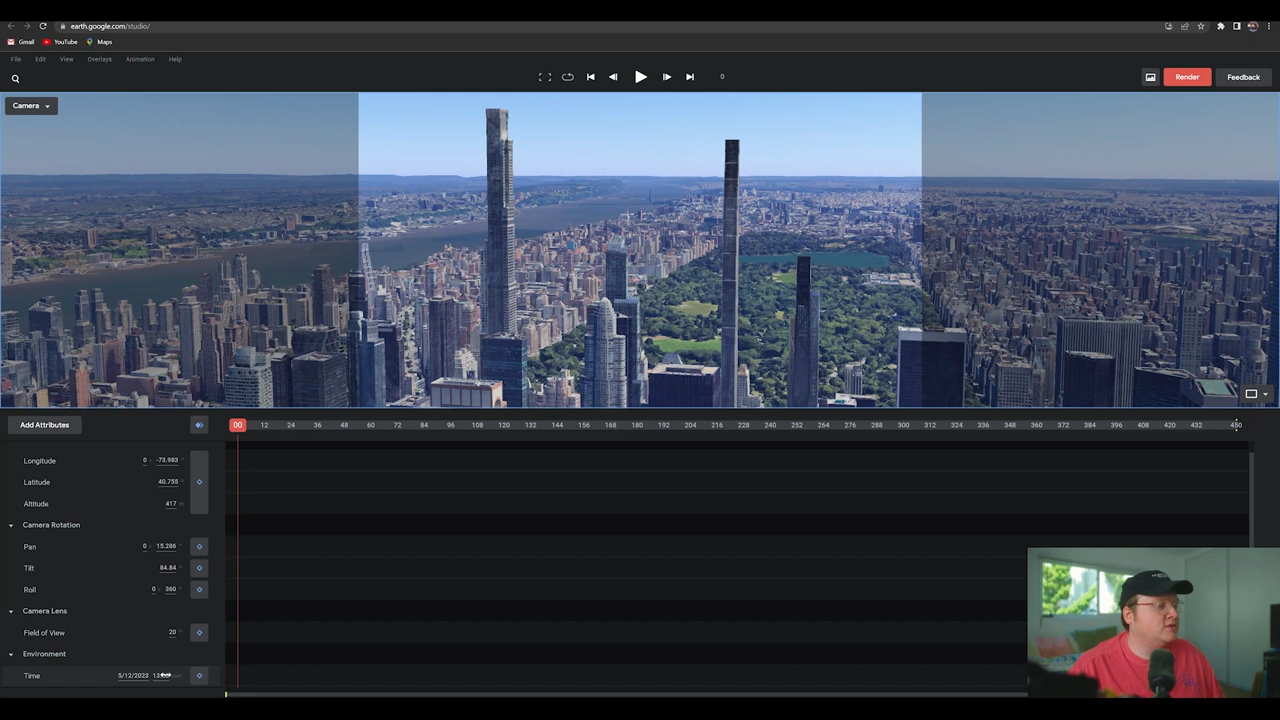 earth.google.com/studio/
Gmail YouTube Maps
File Edit View Overlays Animation Help
0 Render Feedback
Camera
Add Attributes 00 12 24 36 48 60 72 84 96 108 120 132 144 156 168 180 192 204 216 228 240 252 264 276 288 300 312 324 336 348 360 372 384 396 408 420 432 450
Longitude 0 -73.983
Latitude 40.755
Altitude 417 m
Camera Rotation
Pan 0 15.286
Tilt 84.84
Roll 0 360
Camera Lens
Field of View 20 °
Environment
Time 5/12/2023